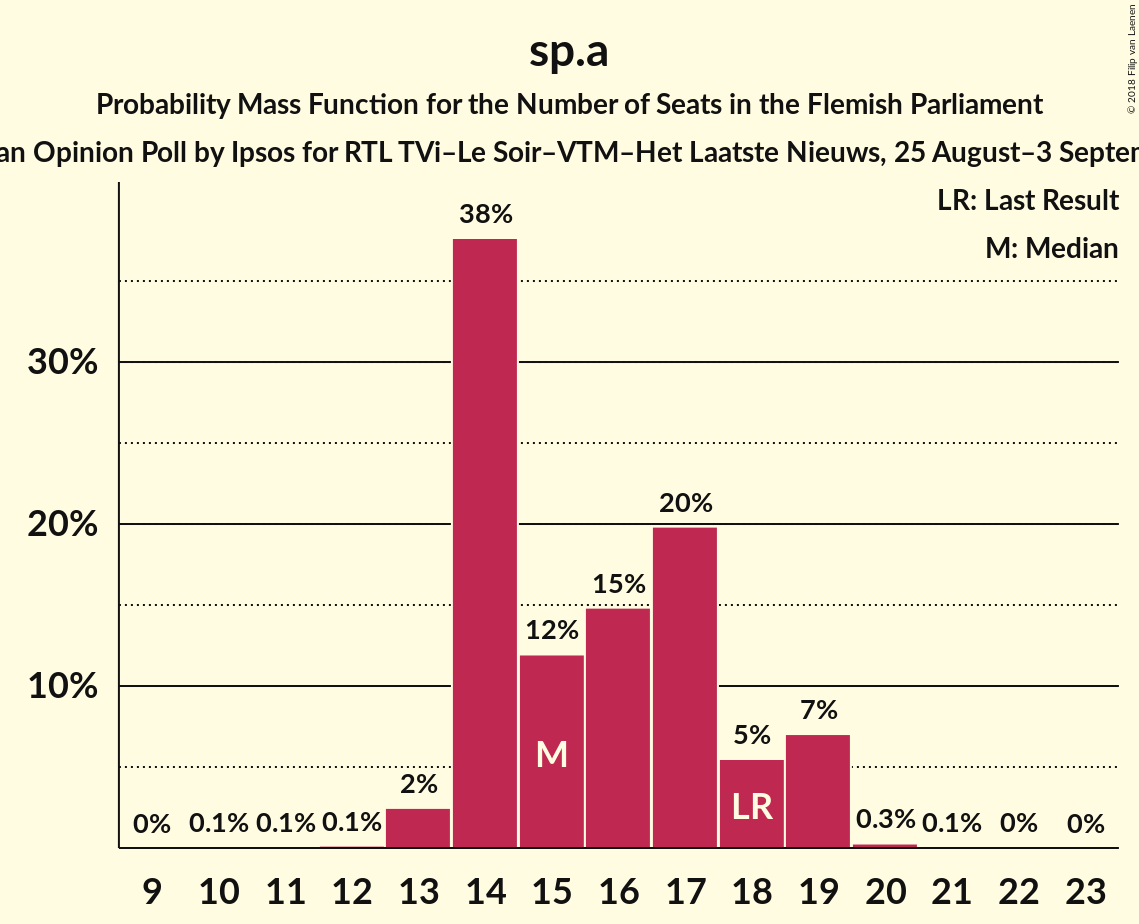 sp.a
Probability Mass Function for the Number of Seats in the Flemish Parliament
an Opinion Poll by Ipsos for RTL TVi–Le Soir–VTM–Het Laatste Nieuws, 25 August–3
© 2018 Filip van Laenen
LR: Last Result
M: Median
38%
30%
20%
20%
15%
12%
10%
7%
5%
2%
M
LR
0% 0.1% 0.1% 0.1% 0.3% 0.1% 0% 0%
9 10 11 12 13 14 15 16 17 18 19 20 21 22 23